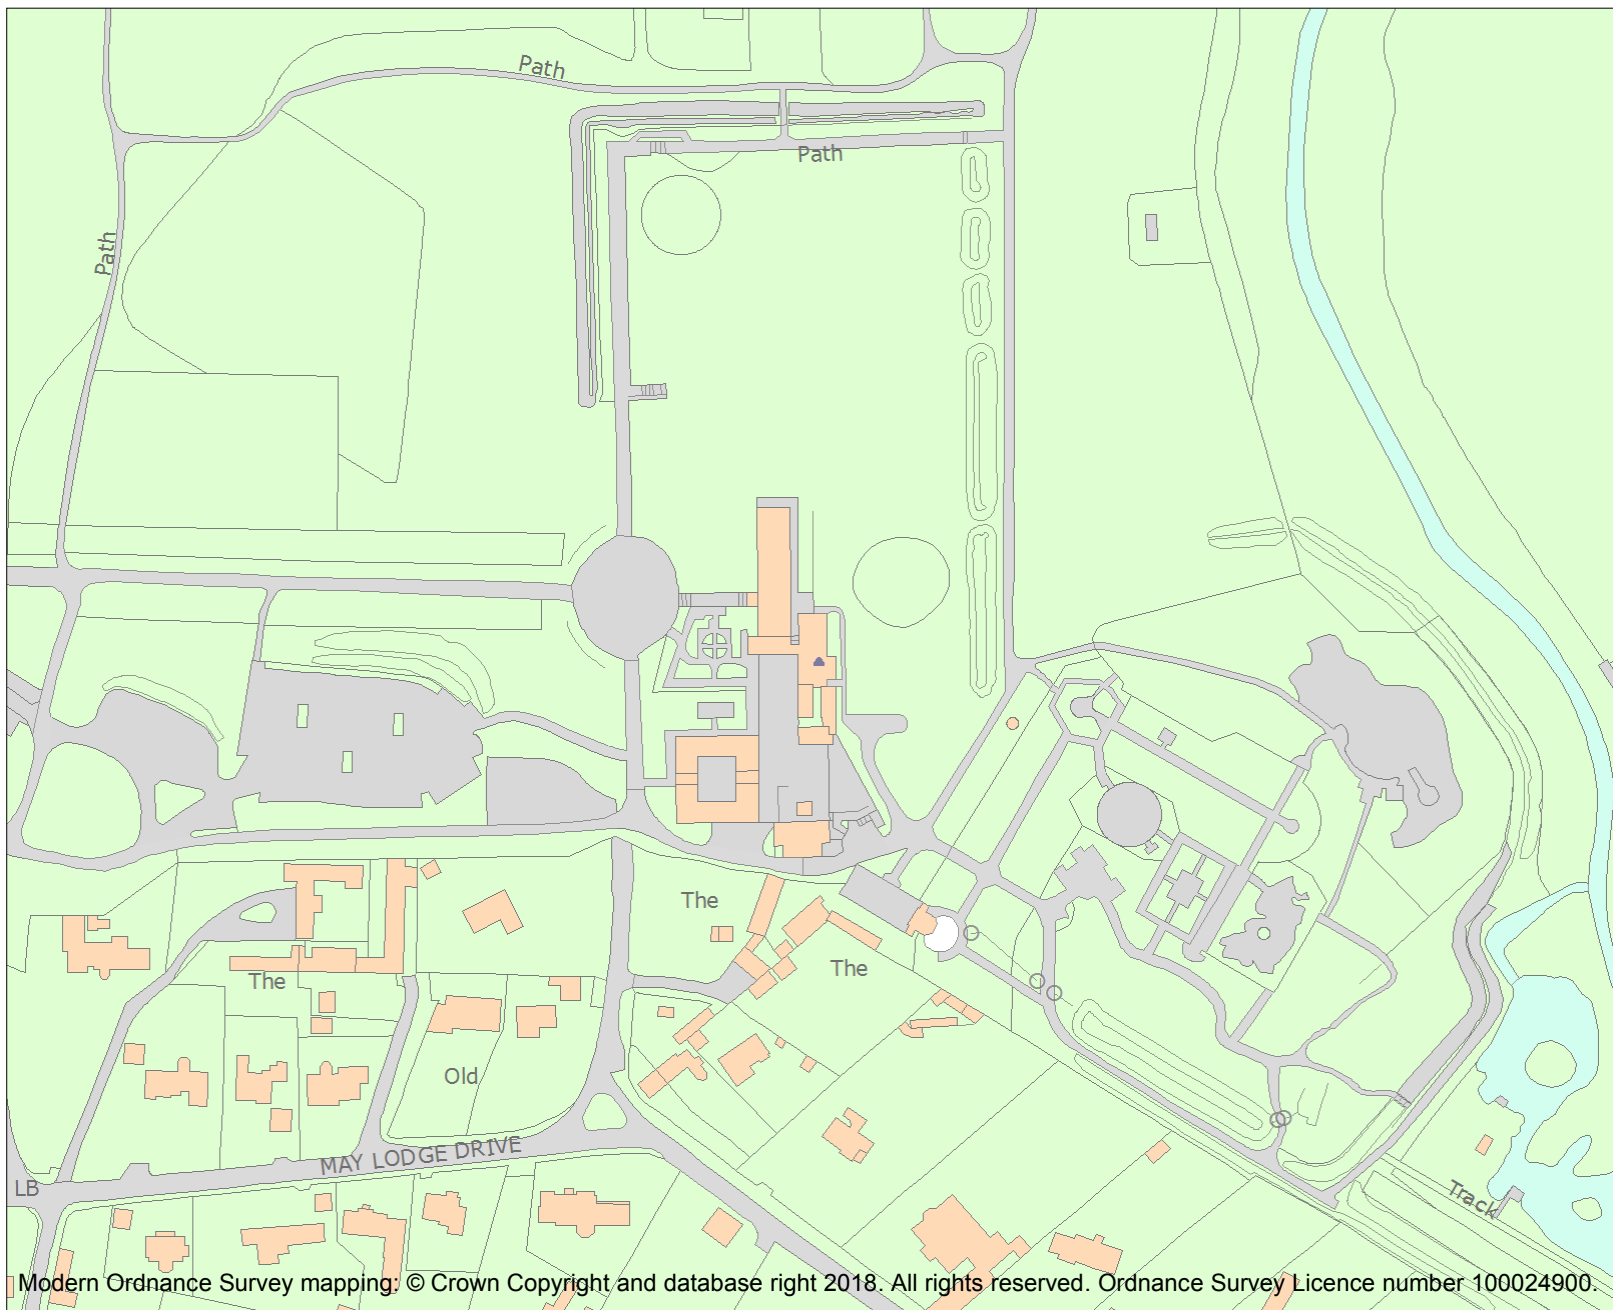 Path
Path
Path
The
The
The
Old
MAY LODGE DRIVE
LB
Track
Modern Ordnance Survey mapping: © Crown Copyright and database right 2018. All rights reserved. Ordnance Survey Licence number 100024900.